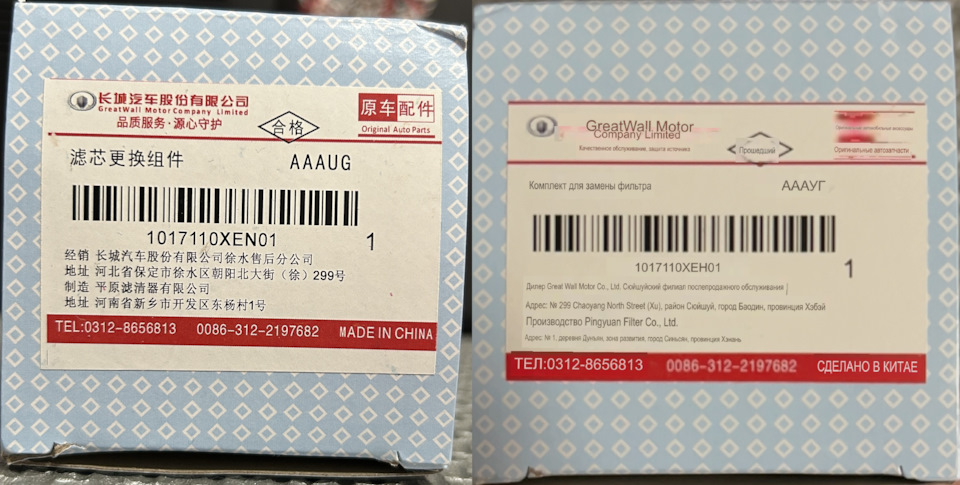 长城汽车股份有限公司
GreatWall Motor Company Limited
品质服务·源心守护
合格
原车配件
Original Auto Parts
滤芯更换组件
AAAUG
1017110XEN01
1
经销 长城汽车股份有限公司徐水售后分公司
地址 河北省保定市徐水区朝阳北大街（徐）299号
制造 平原滤清器有限公司
地址 河南省新乡市开发区东杨村1号
TEL:0312-8656813 0086-312-2197682 MADE IN CHINA
GreatWall Motor
Company Limited
Качественное обслуживание, защита источника
Прошедший
Оригинальные автозапчасти
Комплект для замены фильтра
АААУГ
1017110XEH01
1
Дилер Great Wall Motor Co., Ltd. Сюйшуйский филиал послепродажного обслуживания
Адрес: № 299 Chaoyang North Street (Xu), район Сюйшуй, город Баодин, провинция Хэбэй
Производство Pingyuan Filter Co., Ltd.
Адрес: № 1, деревня Дунъян, зона развития, город Синьсян, провинция Хэнань
ТЕЛ:0312-8656813 0086-312-2197682 СДЕЛАНО В КИТАЕ